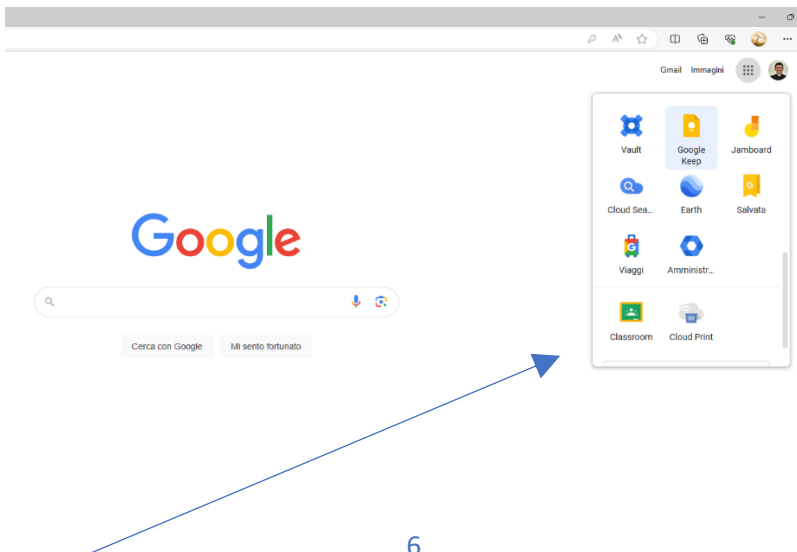 Gmail Immagini
Vault
Google
Keep
Jamboard
Cloud Sea...
Earth
Salvata
Viaggi
Amministr...
Classroom
Cloud Print
Google
Cerca con Google
Mi sento fortunato
6